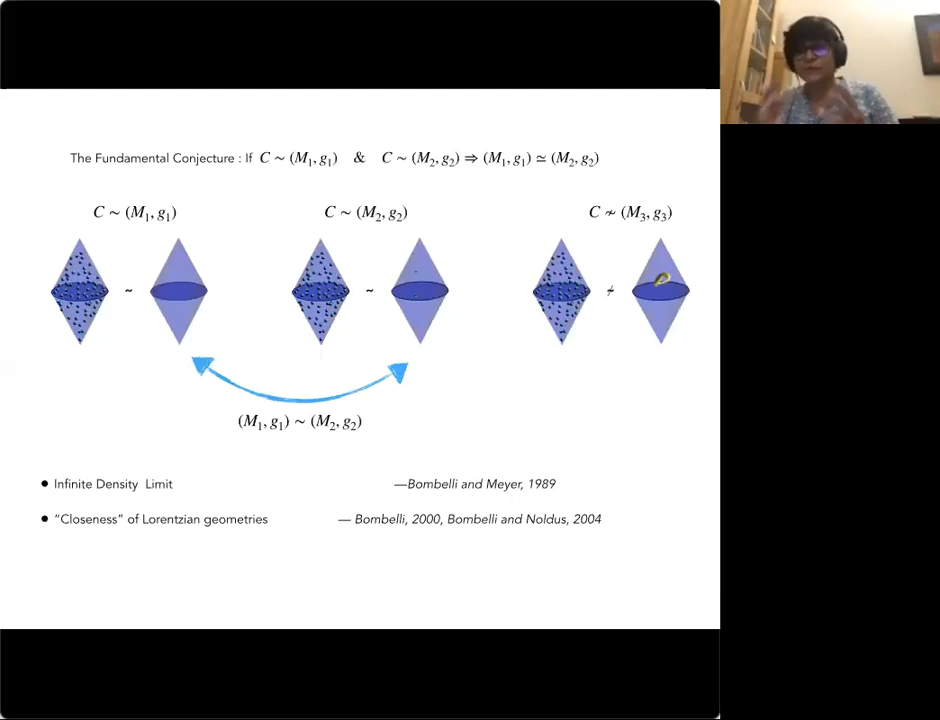 The Fundamental Conjecture : If C ∼ (M₁, g₁) & C ∼ (M₂, g₂) ⇒ (M₁, g₁) ≃ (M₂, g₂)
C ∼ (M₁, g₁) C ∼ (M₂, g₂) C ≁ (M₃, g₃)
~ ~ ≁
(M₁, g₁) ∼ (M₂, g₂)
• Infinite Density Limit —Bombelli and Meyer, 1989
• “Closeness” of Lorentzian geometries — Bombelli, 2000, Bombelli and Noldus, 2004